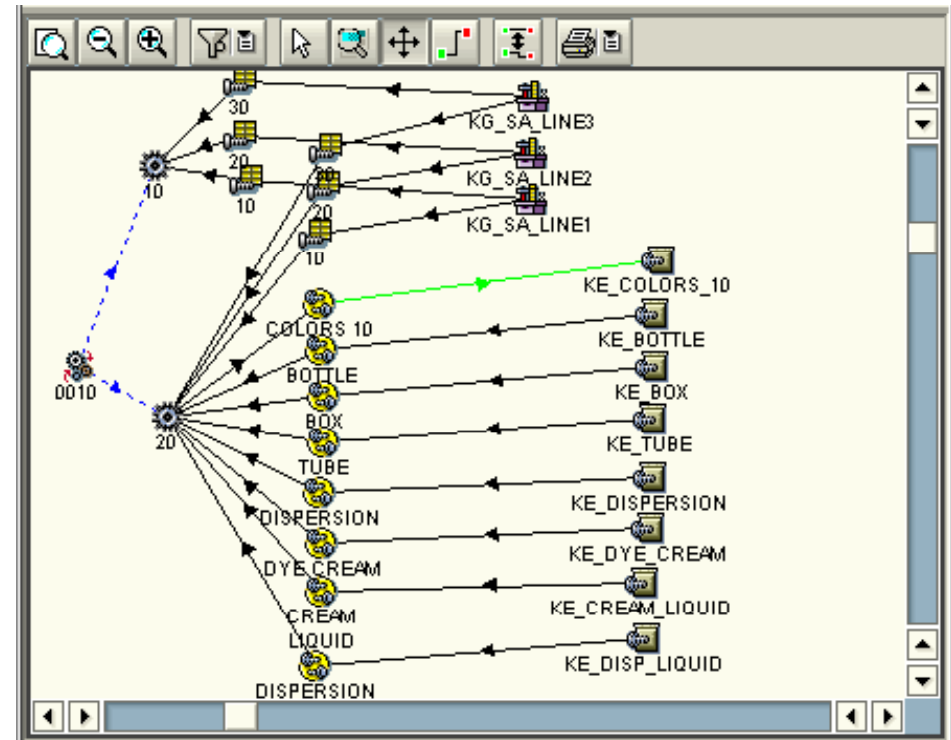 30
KG_SA_LINE3
20
10
KG_SA_LINE2
10
20
KG_SA_LINE1
10
KE_COLORS_10
COLORS 10
KE_BOTTLE
BOTTLE
0010
KE_BOX
BOX
20
KE_TUBE
TUBE
KE_DISPERSION
DISPERSION
KE_DYE_CREAM
DYE CREAM
KE_CREAM_LIQUID
CREAM
LIQUID
KE_DISP_LIQUID
DISPERSION